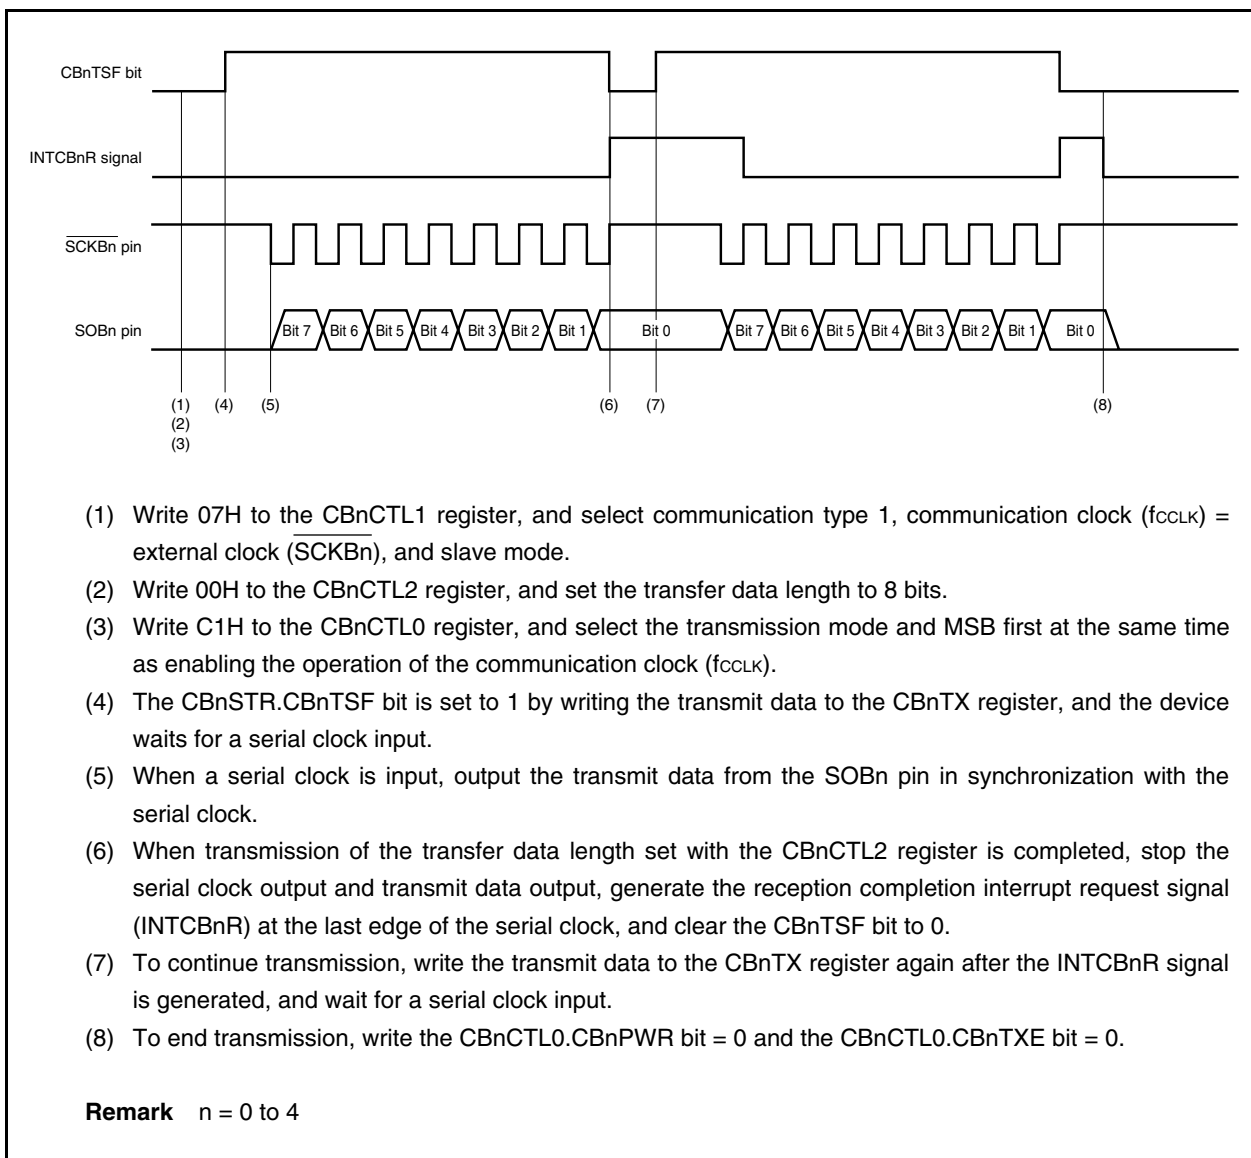 CBnTSF bit
INTCBnR signal
SCKBn pin
SOBn pin
Bit 7 Bit 6 Bit 5 Bit 4 Bit 3 Bit 2 Bit 1 Bit 0 Bit 7 Bit 6 Bit 5 Bit 4 Bit 3 Bit 2 Bit 1 Bit 0
(1) (4) (5) (6) (7) (8)
(2)
(3)
(1) Write 07H to the CBnCTL1 register, and select communication type 1, communication clock (fCCLK) =
external clock (SCKBn), and slave mode.
(2) Write 00H to the CBnCTL2 register, and set the transfer data length to 8 bits.
(3) Write C1H to the CBnCTL0 register, and select the transmission mode and MSB first at the same time
as enabling the operation of the communication clock (fCCLK).
(4) The CBnSTR.CBnTSF bit is set to 1 by writing the transmit data to the CBnTX register, and the device
waits for a serial clock input.
(5) When a serial clock is input, output the transmit data from the SOBn pin in synchronization with the
serial clock.
(6) When transmission of the transfer data length set with the CBnCTL2 register is completed, stop the
serial clock output and transmit data output, generate the reception completion interrupt request signal
(INTCBnR) at the last edge of the serial clock, and clear the CBnTSF bit to 0.
(7) To continue transmission, write the transmit data to the CBnTX register again after the INTCBnR signal
is generated, and wait for a serial clock input.
(8) To end transmission, write the CBnCTL0.CBnPWR bit = 0 and the CBnCTL0.CBnTXE bit = 0.
Remark n = 0 to 4